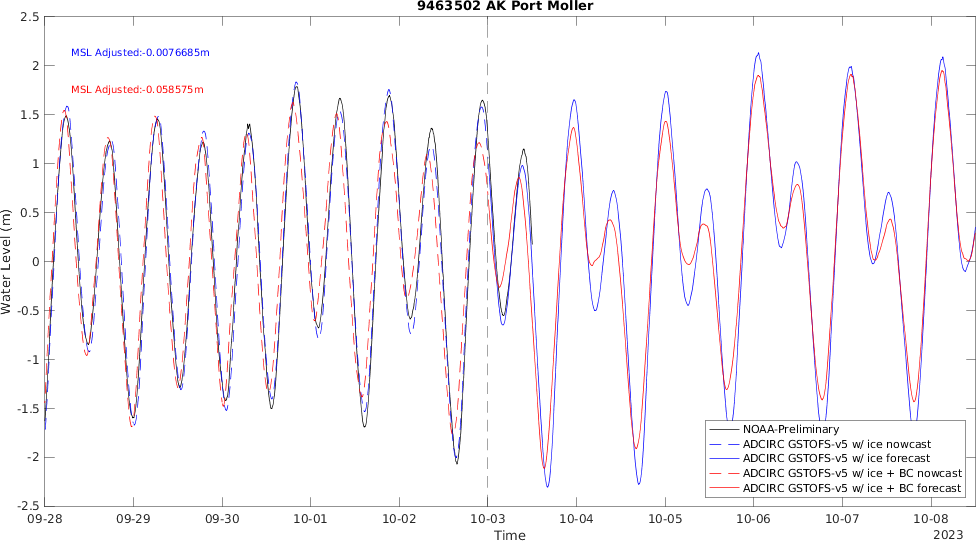 9463502 AK Port Moller
2.5
2
1.5
1
0.5
0
-0.5
-1
-1.5
-2
-2.5
Water Level (m)
MSL Adjusted:-0.0076685m
MSL Adjusted:-0.058575m
NOAA-Preliminary
ADCIRC GSTOFS-v5 w/ ice nowcast
ADCIRC GSTOFS-v5 w/ ice forecast
ADCIRC GSTOFS-v5 w/ ice + BC nowcast
ADCIRC GSTOFS-v5 w/ ice + BC forecast
09-28 09-29 09-30 10-01 10-02 10-03 10-04 10-05 10-06 10-07 10-08
Time
2023